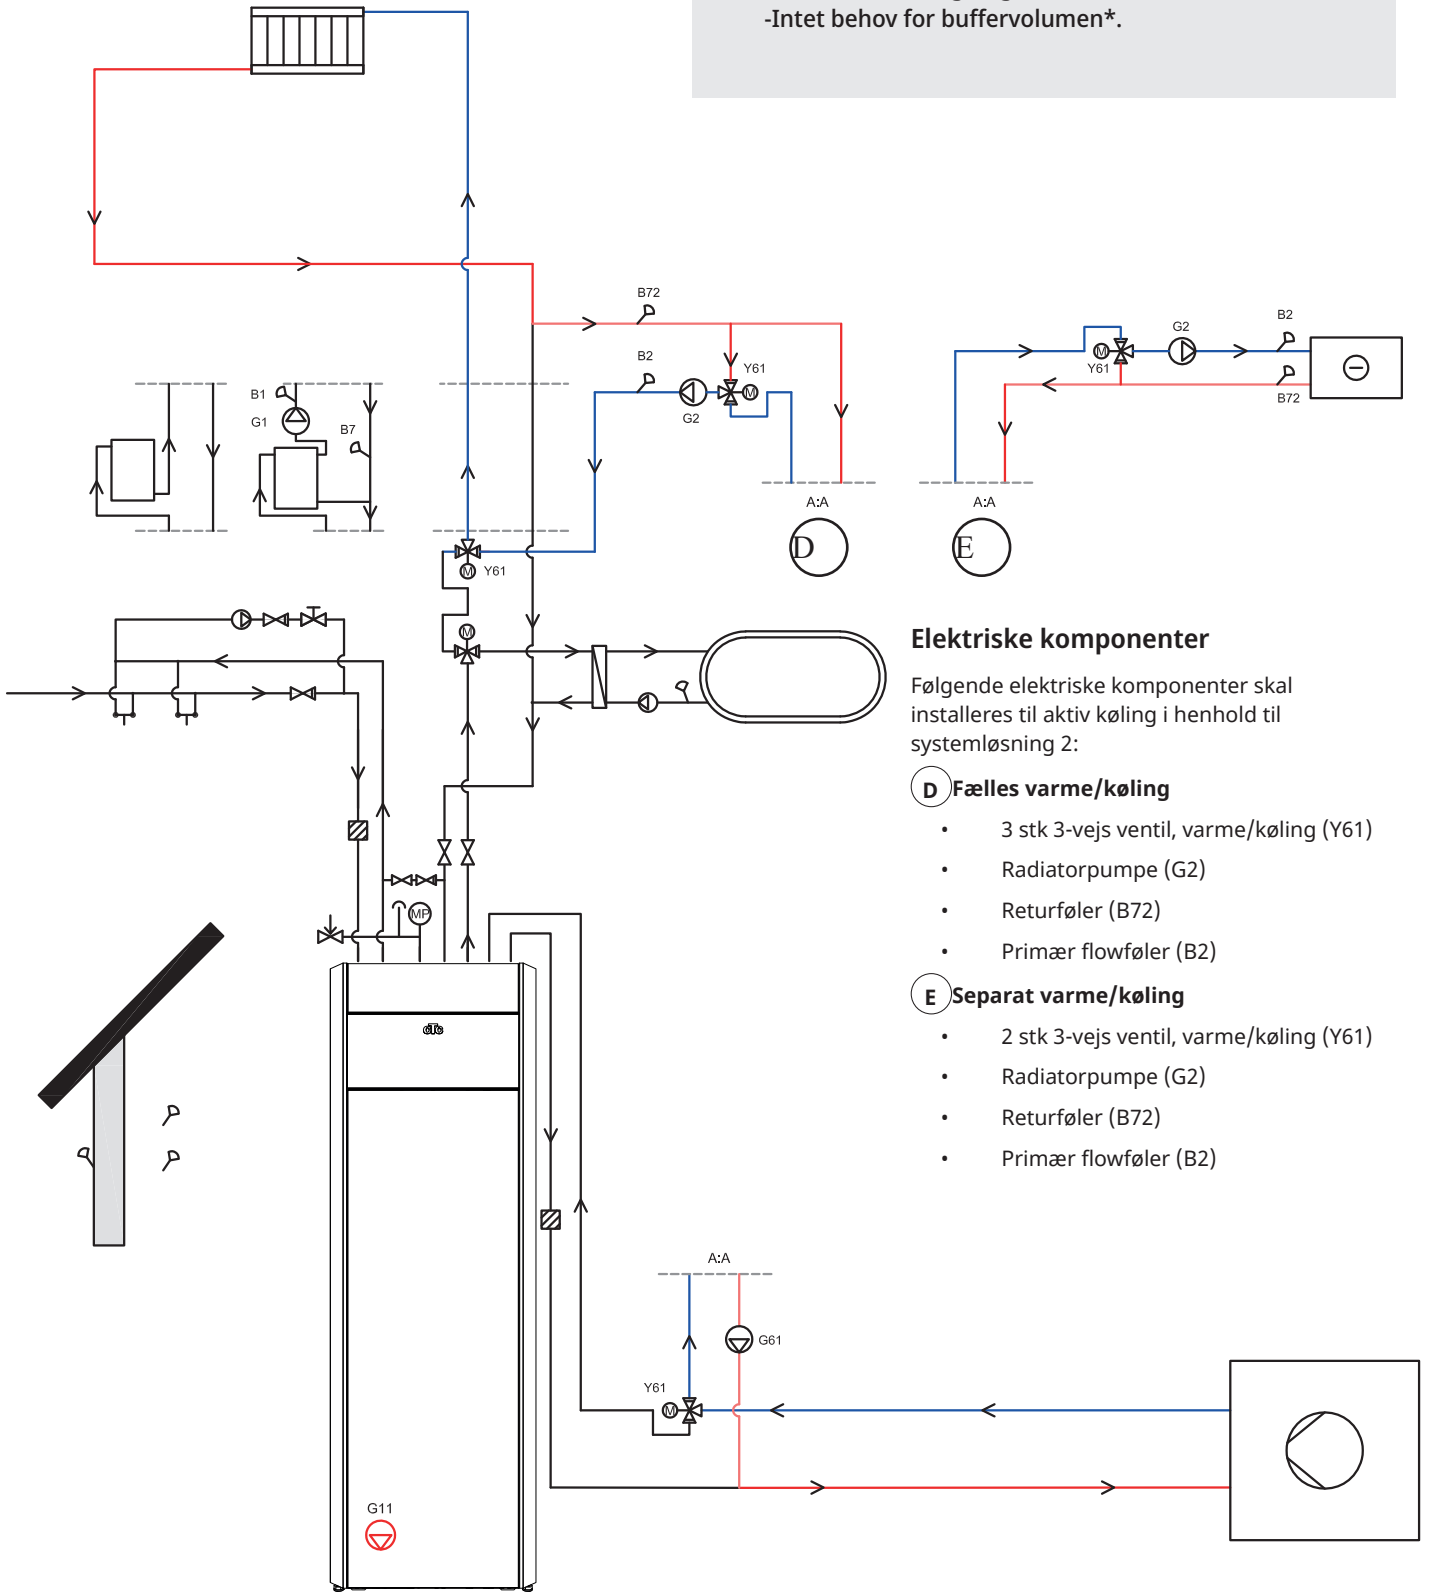 -Intet behov for buffervolumen*.
B72
B2
Y61
G2
G2
B2
Y61
B72
B1
G1
B7
A:A
D
A:A
E
M
M
M
Y61
M
MP
Elektriske komponenter
Følgende elektriske komponenter skal
installeres til aktiv køling i henhold til
systemløsning 2:
D Fælles varme/køling
• 3 stk 3-vejs ventil, varme/køling (Y61)
• Radiatorpumpe (G2)
• Returføler (B72)
• Primær flowføler (B2)
E Separat varme/køling
• 2 stk 3-vejs ventil, varme/køling (Y61)
• Radiatorpumpe (G2)
• Returføler (B72)
• Primær flowføler (B2)
cTc
A:A
G61
Y61
M
G11